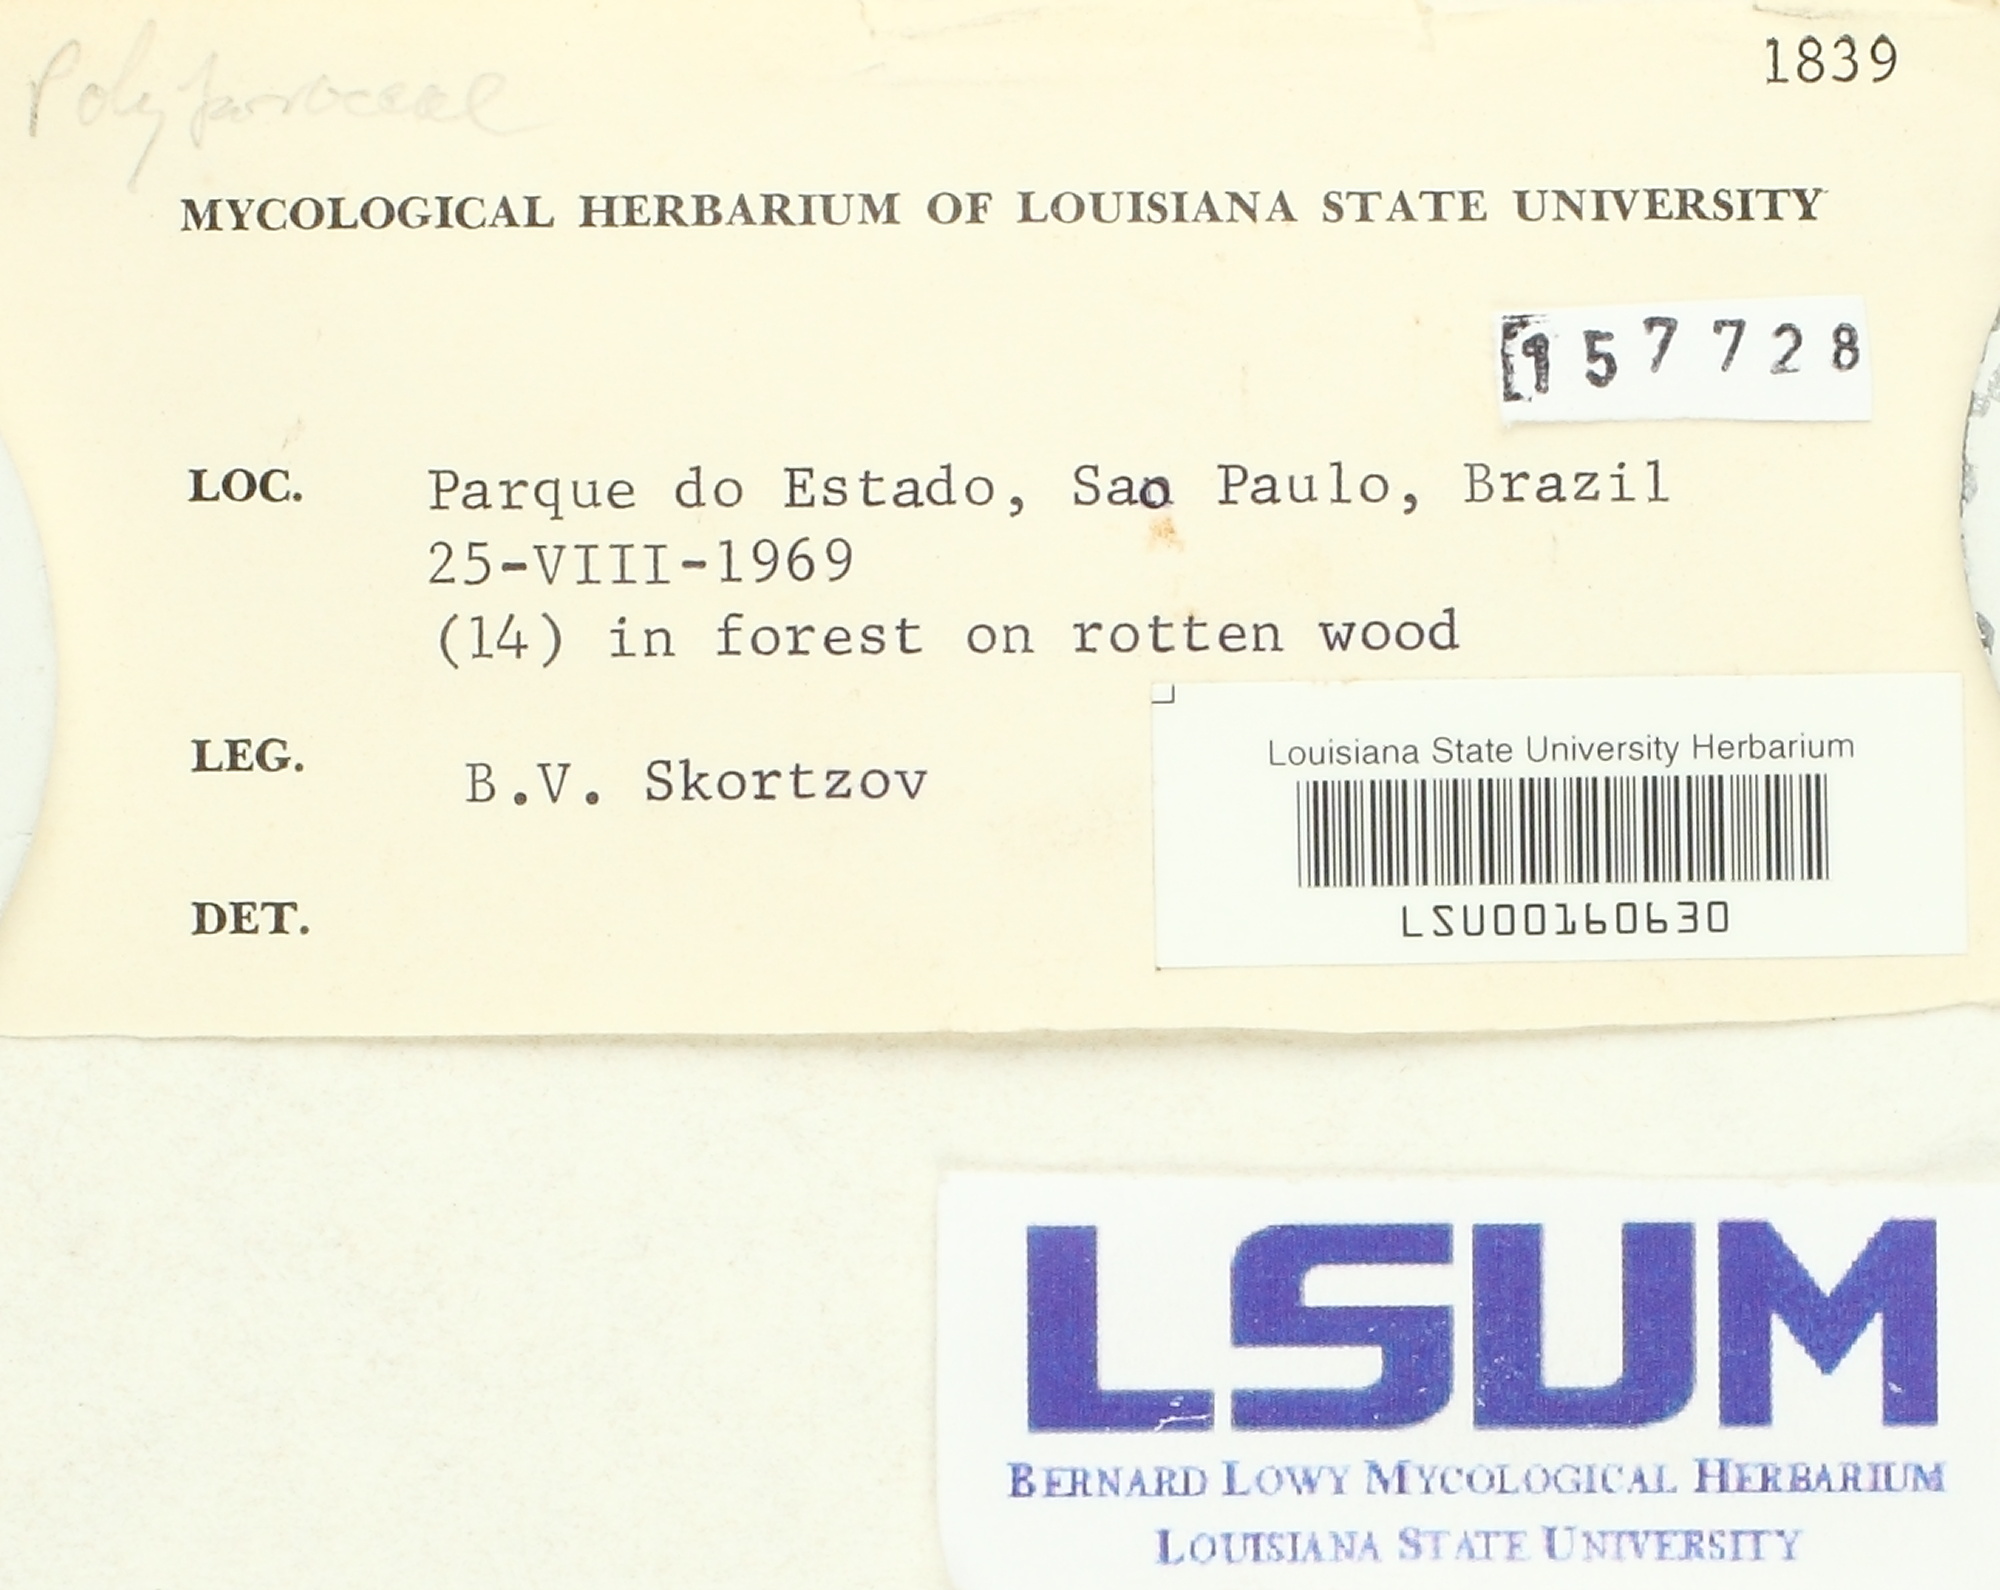 Polyporaceae
1839
MYCOLOGICAL HERBARIUM OF LOUISIANA STATE UNIVERSITY
157728
LOC. Parque do Estado, Sao Paulo, Brazil
25-VIII-1969
(14) in forest on rotten wood
LEG. B.V. Skortzov
DET.
Louisiana State University Herbarium
LSU00160630
LSUM
BERNARD LOWY MYCOLOGICAL HERBARIUM
LOUISIANA STATE UNIVERSITY